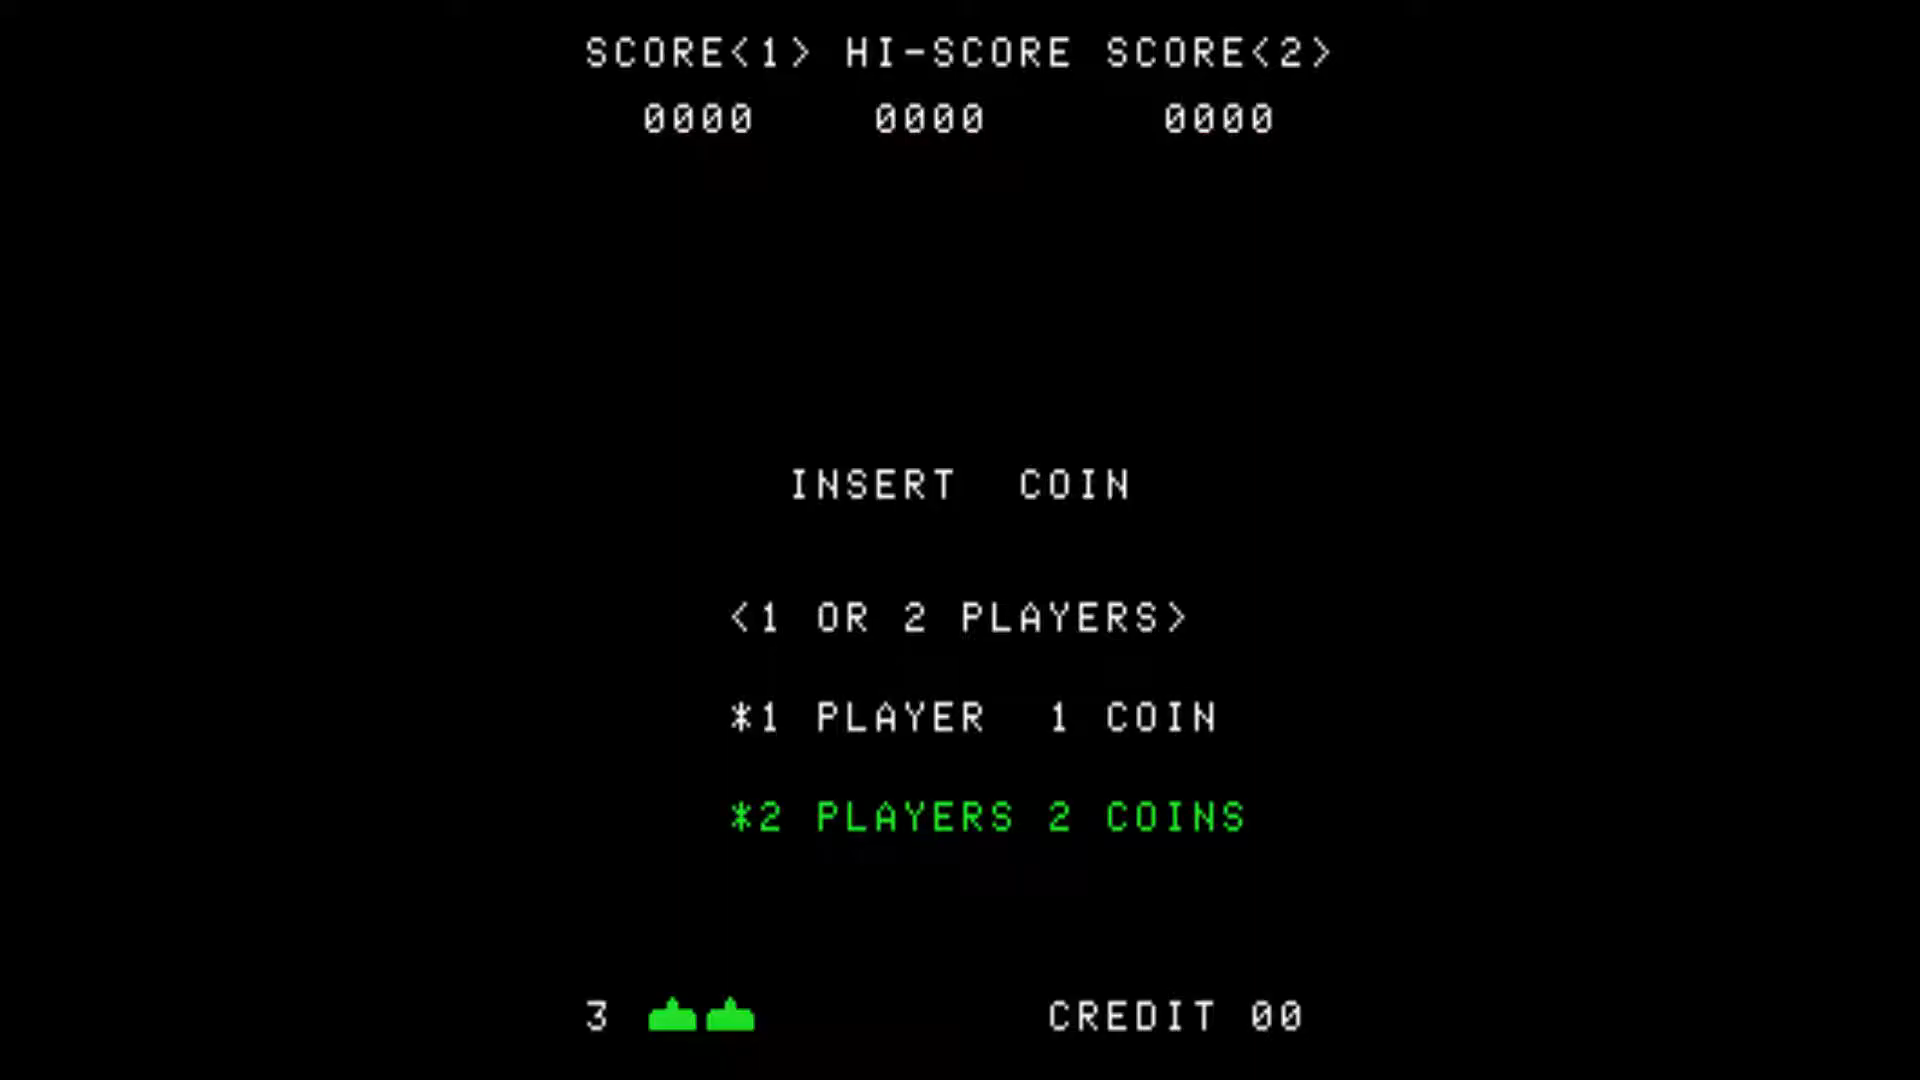 SCORE<1> HI-SCORE SCORE<2>
0000 0000 0000
INSERT COIN
<1 OR 2 PLAYERS>
*1 PLAYER 1 COIN
*2 PLAYERS 2 COINS
3 CREDIT 00